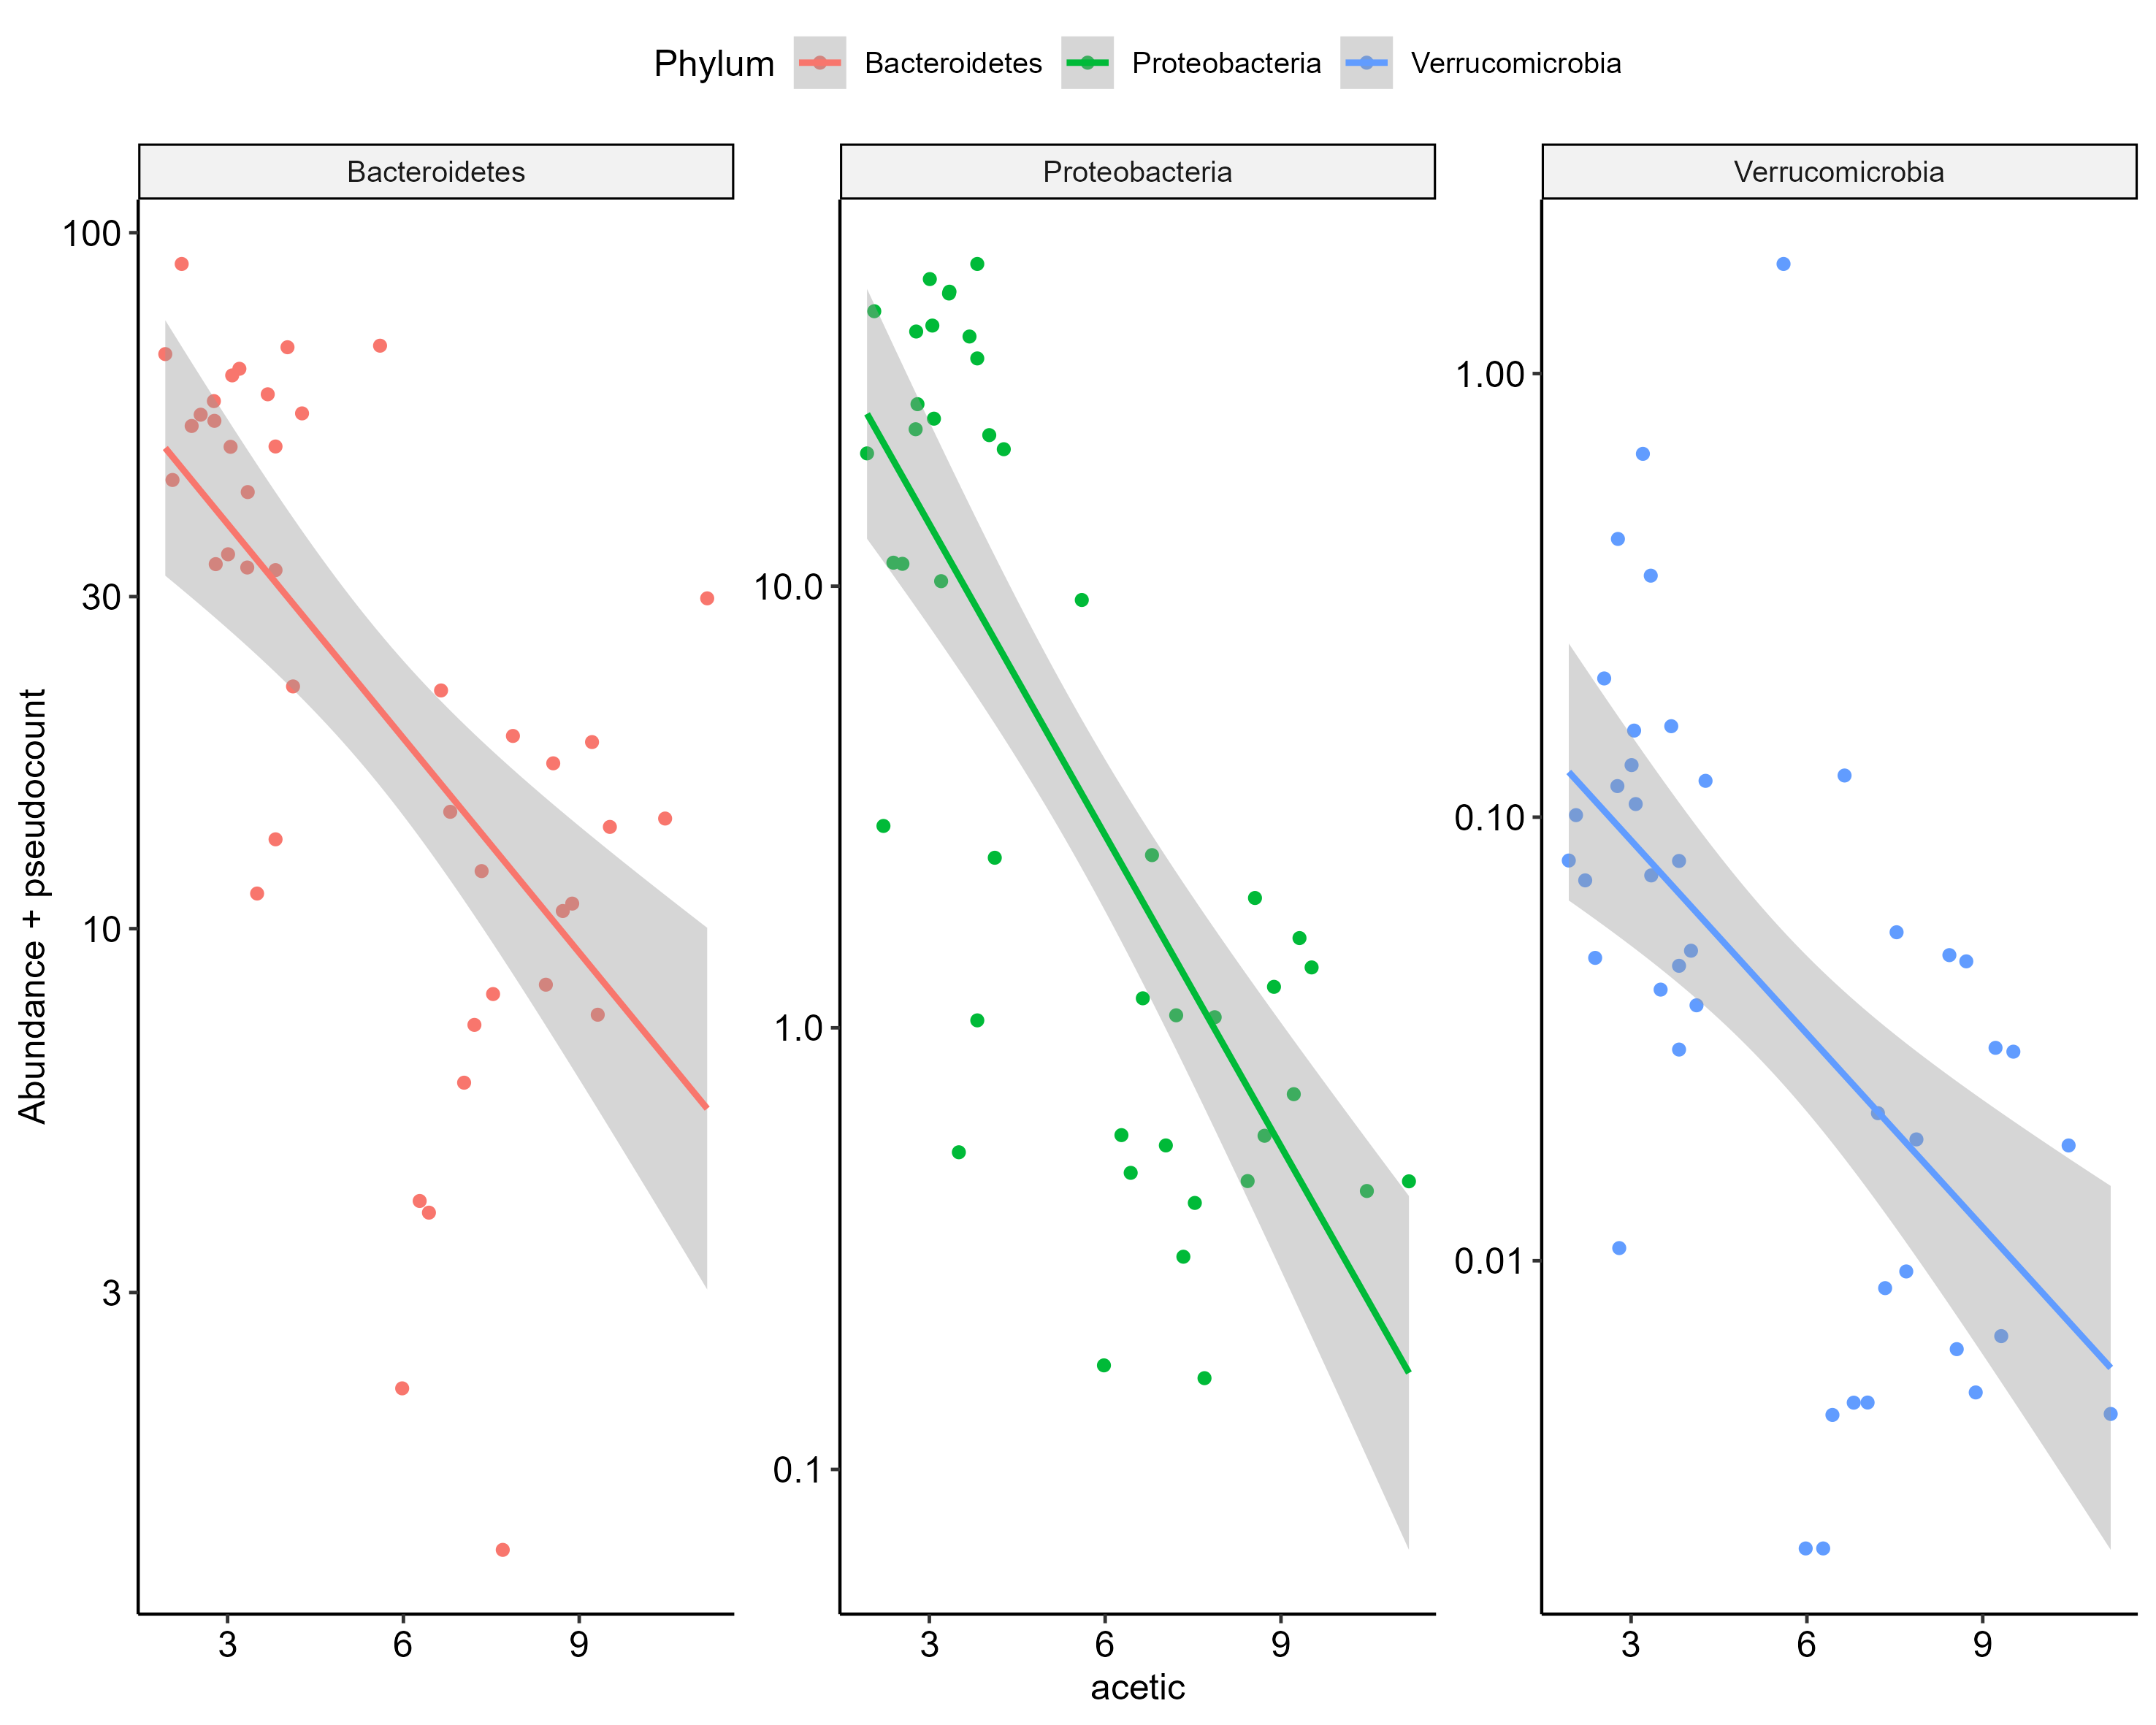 Phylum Bacteroidetes Proteobacteria Verrucomicrobia
Bacteroidetes Proteobacteria Verrucomicrobia
Abundance + pseudocount
100
30
10
3
10.0
1.0
0.1
1.00
0.10
0.01
3 6 9 3 6 9 3 6 9
acetic